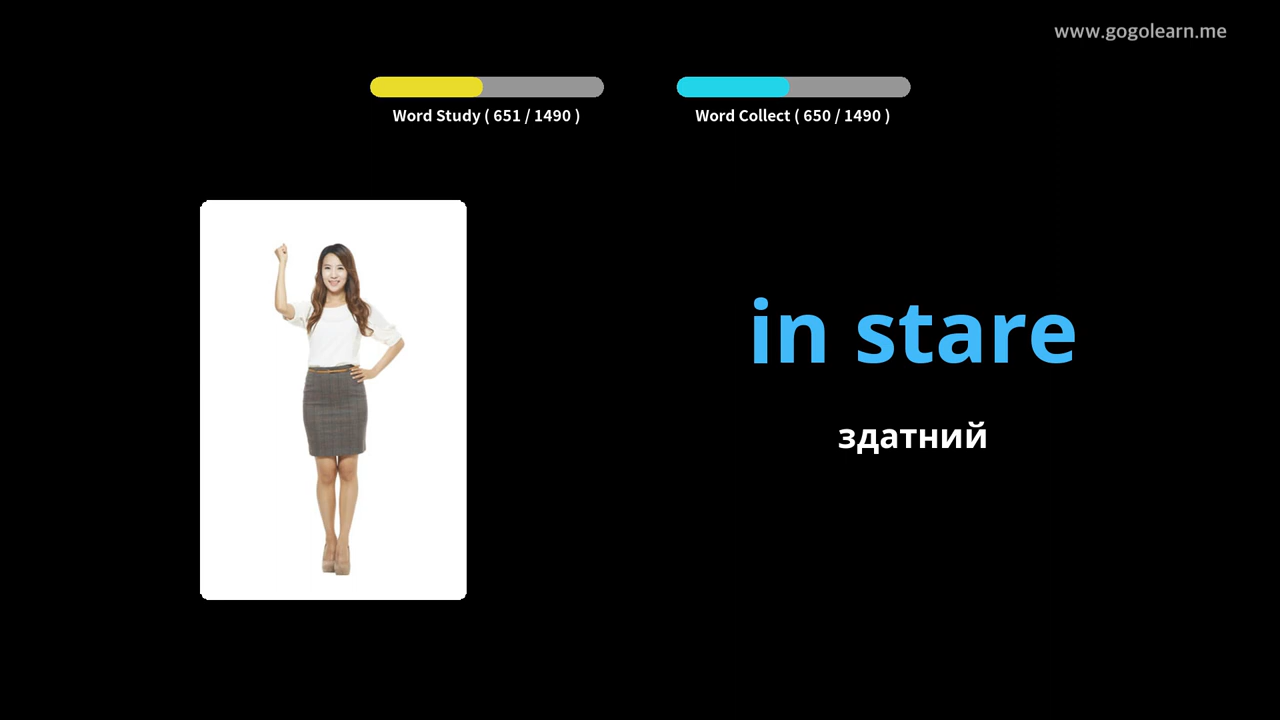 www.gogolearn.me
Word Study ( 651 / 1490 )
Word Collect ( 650 / 1490 )
in stare
здатний